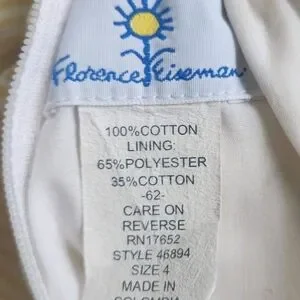 Florence Eiseman
100%COTTON
LINING:
65%POLYESTER
35%COTTON
-62-
CARE ON
REVERSE
RN17652
STYLE 46894
SIZE 4
MADE IN
COLOMBIA